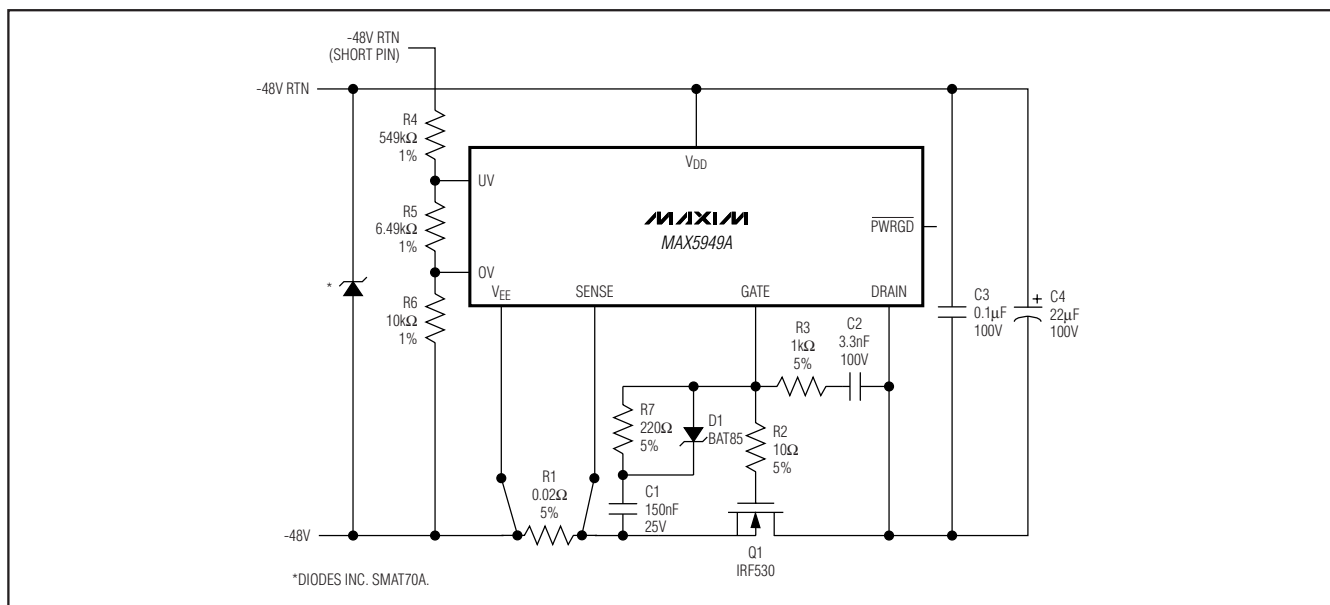 -48V RTN
(SHORT PIN)
-48V RTN
R4
549kΩ
1%
VDD
UV
R5
6.49kΩ
1%
MAXIM
MAX5949A
PWRGD
*
OV
VEE
SENSE
GATE
DRAIN
R6
10kΩ
1%
C3
0.1µF
100V
+
C4
22µF
100V
R3
1kΩ
5%
C2
3.3nF
100V
R7
220Ω
5%
D1
BAT85
R2
10Ω
5%
R1
0.02Ω
5%
C1
150nF
25V
-48V
Q1
IRF530
*DIODES INC. SMAT70A.